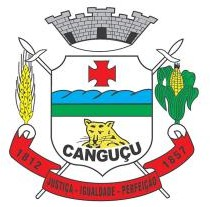 CANGUÇU
1812 JUSTIÇA - IGUALDADE - PERFEIÇÃO 1857